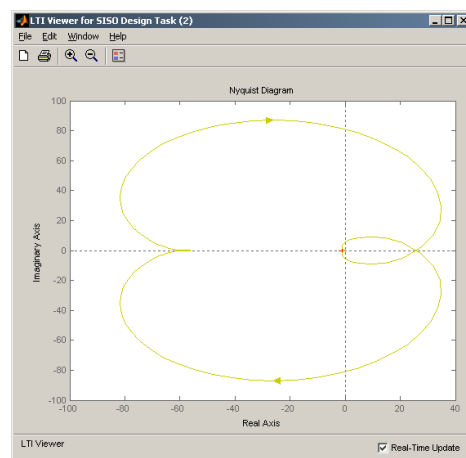 LTI Viewer for SISO Design Task (2)
File Edit Window Help
Nyquist Diagram
100
80
60
40
20
0
-20
-40
-60
-80
-100
Imaginary Axis
-100 -80 -60 -40 -20 0 20 40
Real Axis
LTI Viewer
Real-Time Update